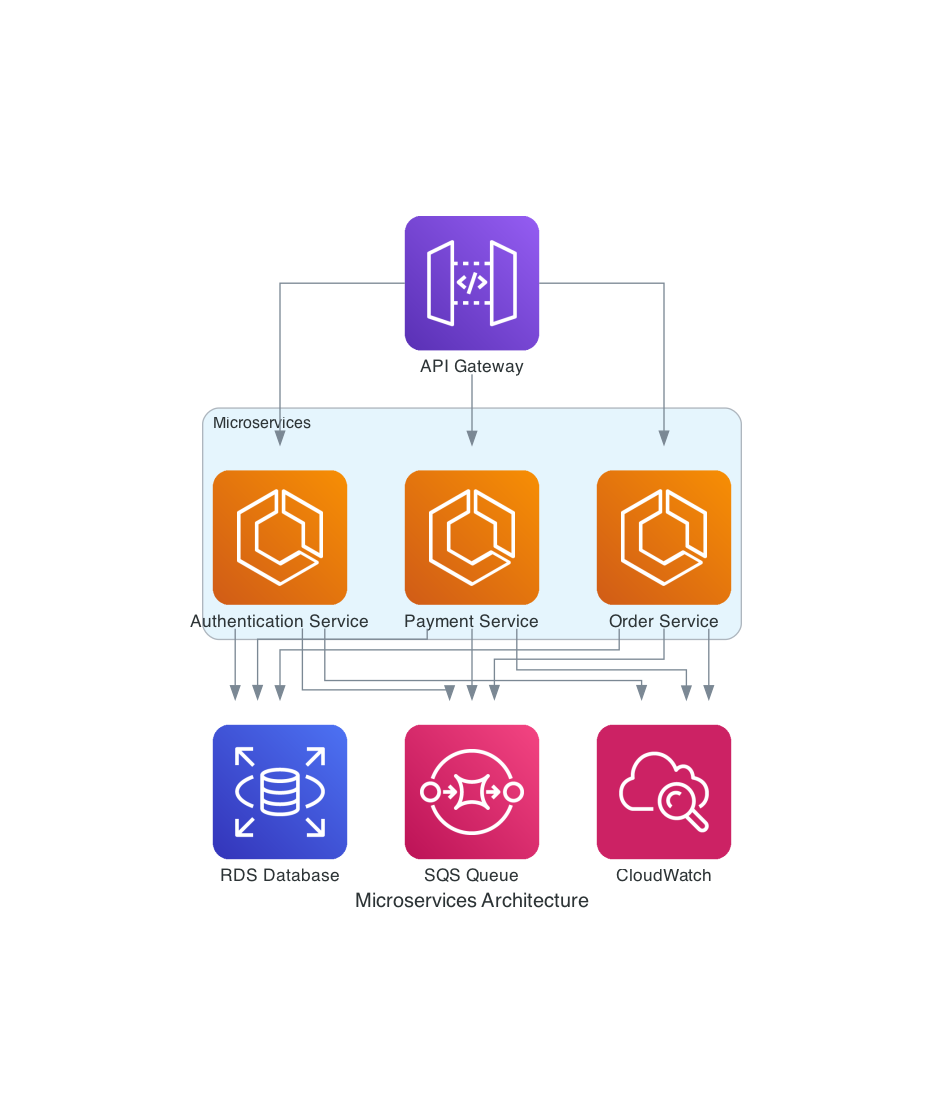 </>
API Gateway
Microservices
Authentication Service
Payment Service
Order Service
RDS Database
SQS Queue
CloudWatch
Microservices Architecture